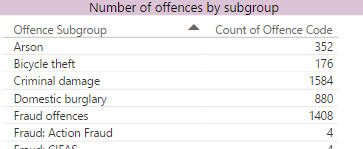 Number of offences by subgroup
Offence Subgroup Count of Offence Code
Arson 352
Bicycle theft 176
Criminal damage 1584
Domestic burglary 880
Fraud offences 1408
Fraud: Action Fraud 4
Fraud: CIFAS 4